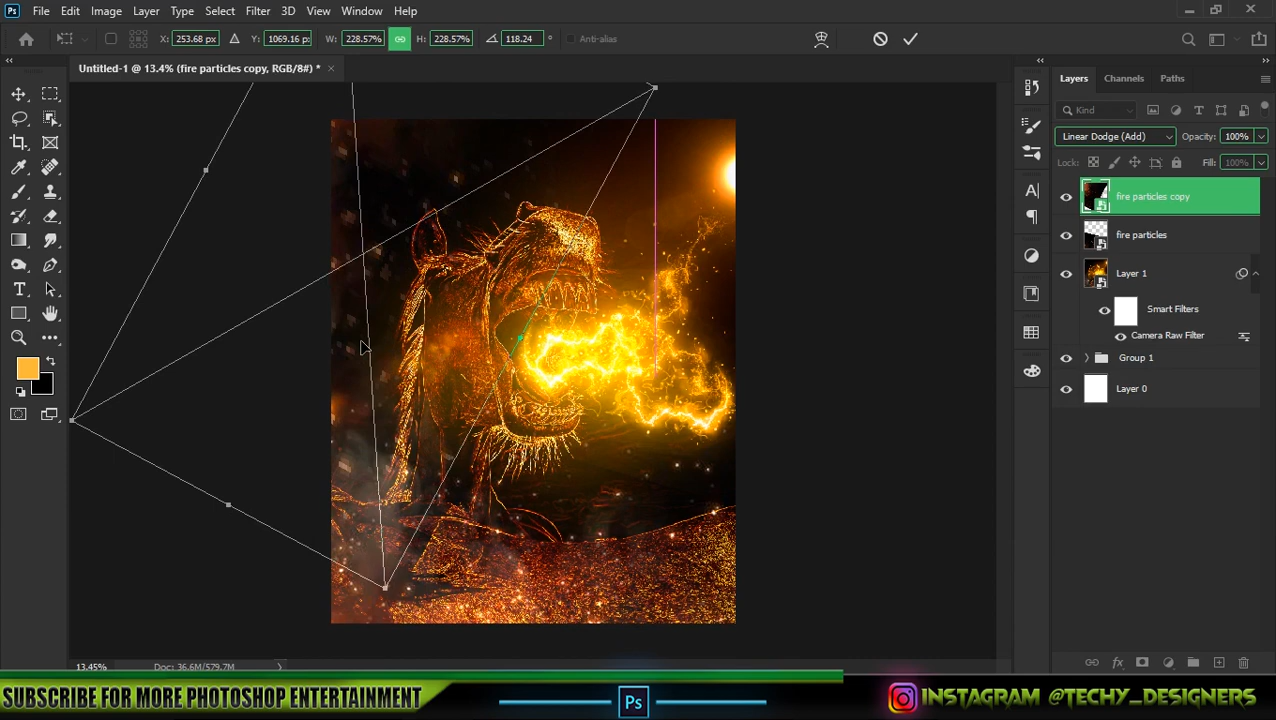 Ps File Edit Image Layer Type Select Filter 3D View Window Help
X: 253.68 px Y: 1069.16 px W: 228.57% H: 228.57% 118.24 ° Anti-alias
Untitled-1 @ 13.4% (fire particles copy, RGB/8#) * ×
Layers Channels Paths
Kind
Linear Dodge (Add) Opacity: 100%
Lock: Fill: 100%
fire particles copy
fire particles
Layer 1
Smart Filters
Camera Raw Filter
Group 1
Layer 0
13.45% Doc: 36.6M/579.7M
SUBSCRIBE FOR MORE PHOTOSHOP ENTERTAINMENT
Ps
INSTAGRAM @TECHY_DESIGNERS